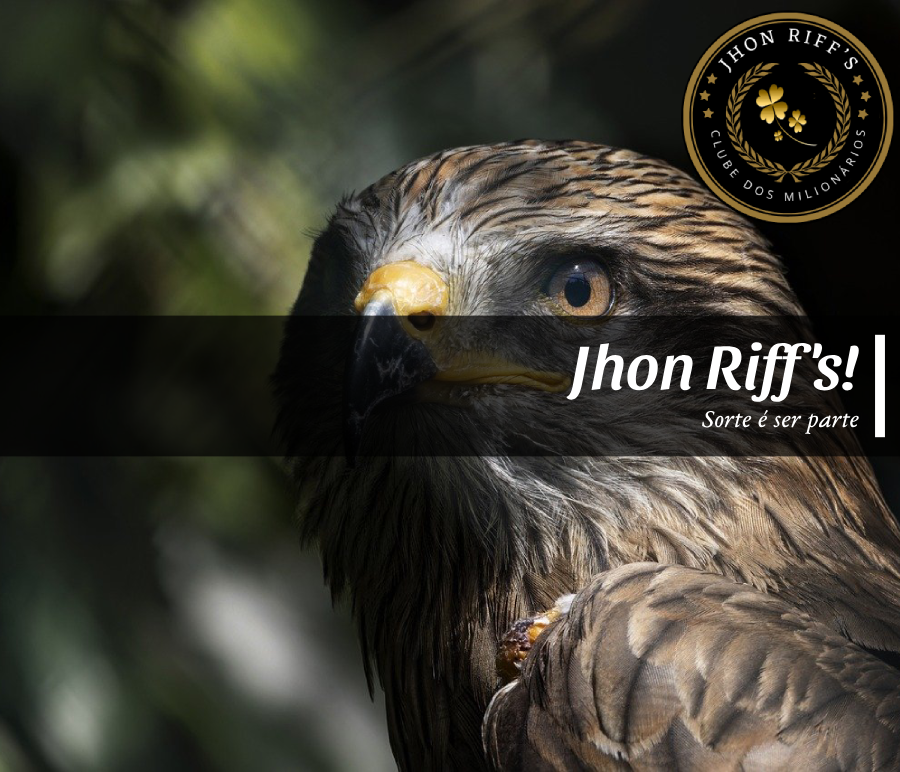 JHON RIFF'S
CLUBE DOS MILIONÁRIOS
Jhon Riff's!
Sorte é ser parte